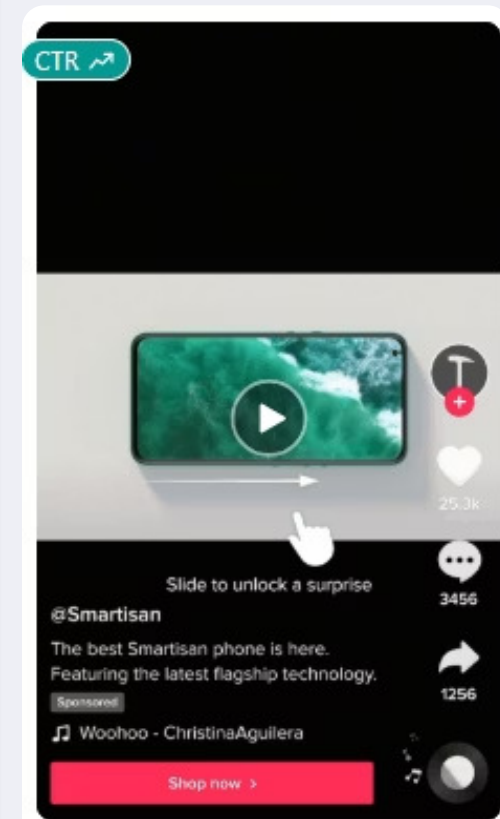 CTR
25.3k
Slide to unlock a surprise
3456
@Smartisan
The best Smartisan phone is here.
Featuring the latest flagship technology.
1256
Sponsored
Woohoo - ChristinaAguilera
Shop now >